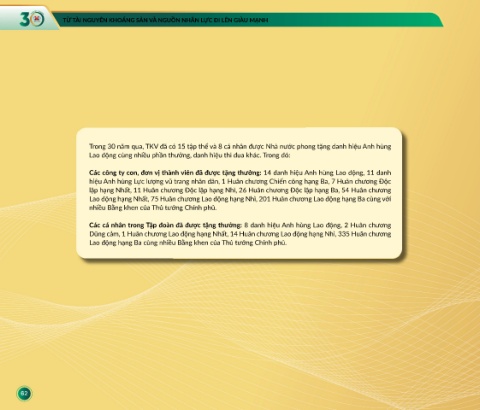 30 TỪ TÀI NGUYÊN KHOÁNG SẢN VÀ NGUỒN NHÂN LỰC ĐI LÊN GIÀU MẠNH
Trong 30 năm qua, TKV đã có 15 tập thể và 8 cá nhân được Nhà nước phong tặng danh hiệu Anh hùng
Lao động cùng nhiều phần thưởng, danh hiệu thi đua khác. Trong đó:
Các công ty con, đơn vị thành viên đã được tặng thưởng: 14 danh hiệu Anh hùng Lao động, 11 danh
hiệu Anh hùng Lực lượng vũ trang nhân dân, 1 Huân chương Chiến công hạng Ba, 7 Huân chương Độc
lập hạng Nhất, 11 Huân chương Độc lập hạng Nhì, 26 Huân chương Độc lập hạng Ba, 54 Huân chương
Lao động hạng Nhất, 75 Huân chương Lao động hạng Nhì, 201 Huân chương Lao động hạng Ba cùng với
nhiều Bằng khen của Thủ tướng Chính phủ.
Các cá nhân trong Tập đoàn đã được tặng thưởng: 8 danh hiệu Anh hùng Lao động, 2 Huân chương
Dũng cảm, 1 Huân chương Lao động hạng Nhất, 14 Huân chương Lao động hạng Nhì, 335 Huân chương
Lao động hạng Ba cùng nhiều Bằng khen của Thủ tướng Chính phủ.
82